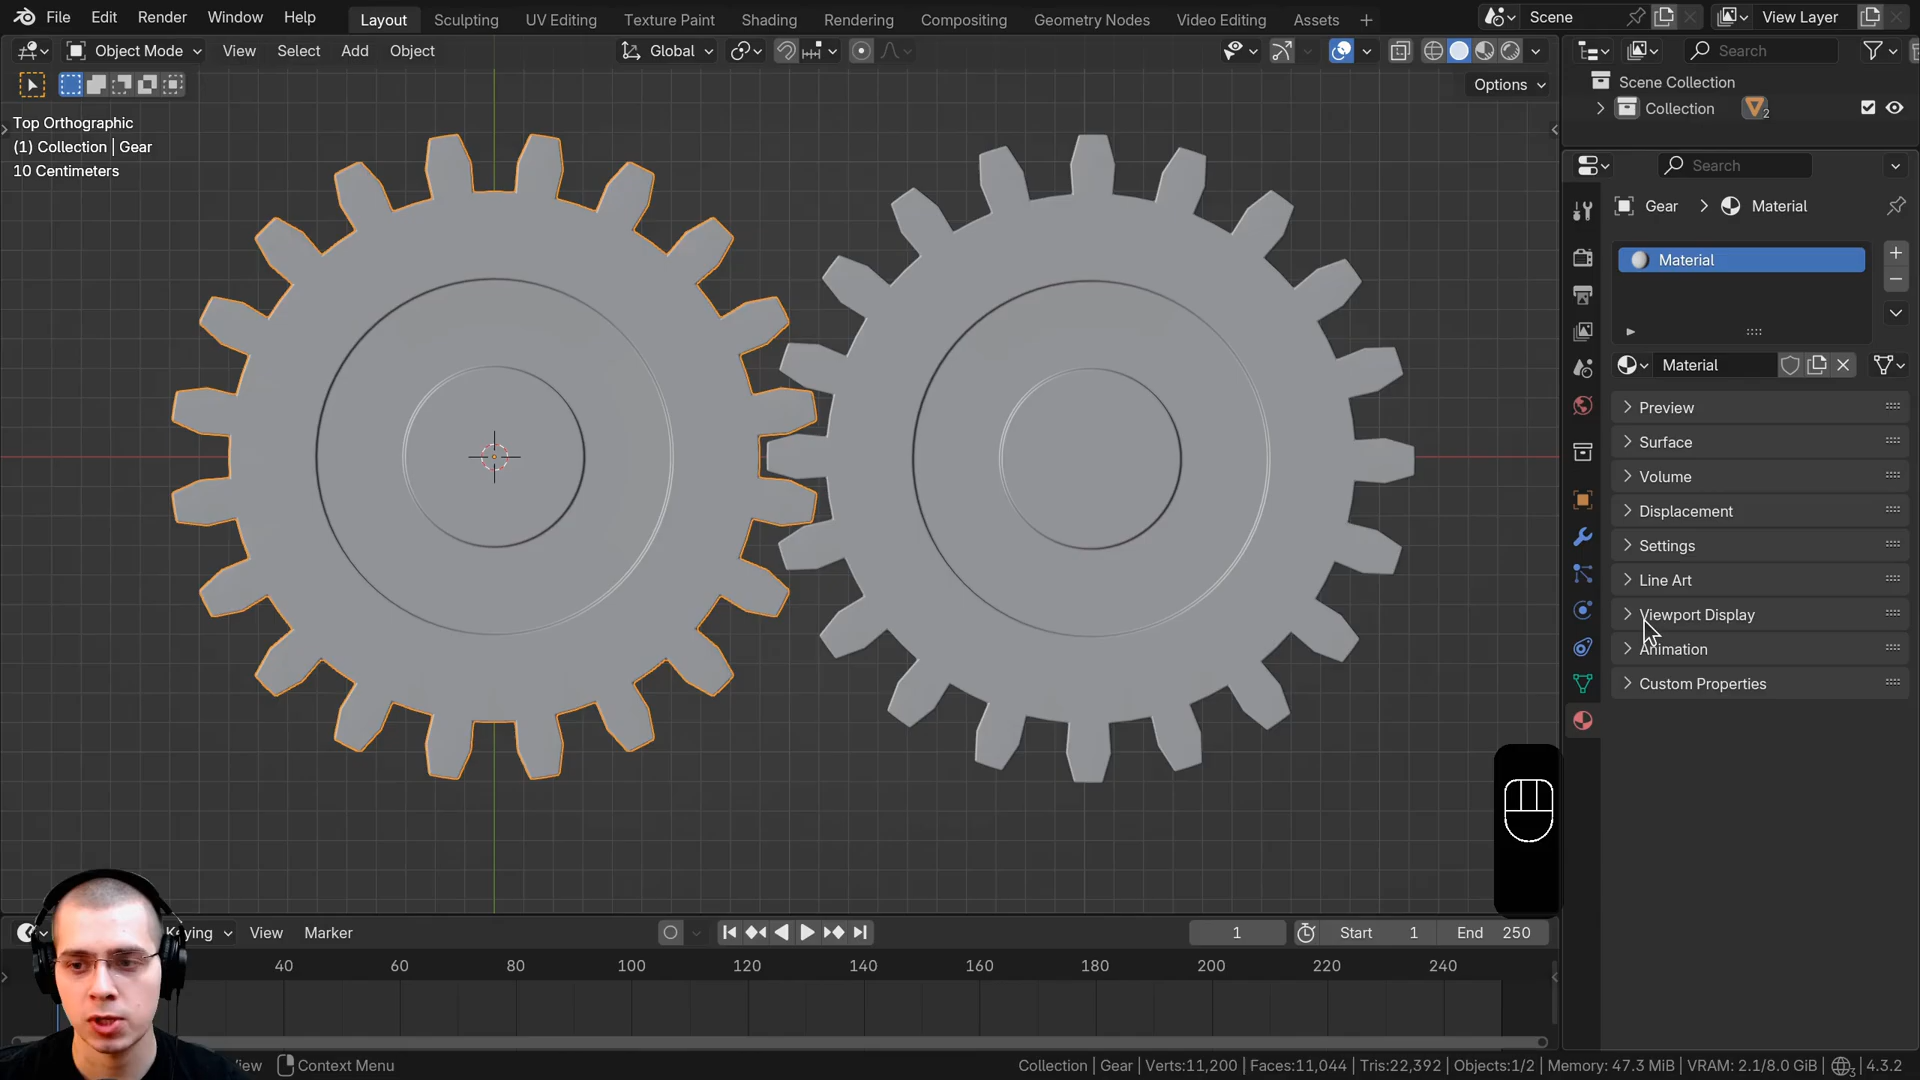 File Edit Render Window Help Layout Sculpting UV Editing Texture Paint Shading Rendering Compositing Geometry Nodes Video Editing Assets + Scene View Layer
Object Mode View Select Add Object Global Search
Options
Scene Collection
Collection 2
Top Orthographic
(1) Collection | Gear
10 Centimeters
Search
Gear > Material
Material
Material
Preview
Surface
Volume
Displacement
Settings
Line Art
Viewport Display
Animation
Custom Properties
Keying View Marker 1 Start 1 End 250
40 60 80 100 120 140 160 180 200 220 240
Context Menu Collection | Gear | Verts:11,200 | Faces:11,044 | Tris:22,392 | Objects:1/2 | Memory: 47.3 MiB | VRAM: 2.1/8.0 GiB | 3 4.3.2